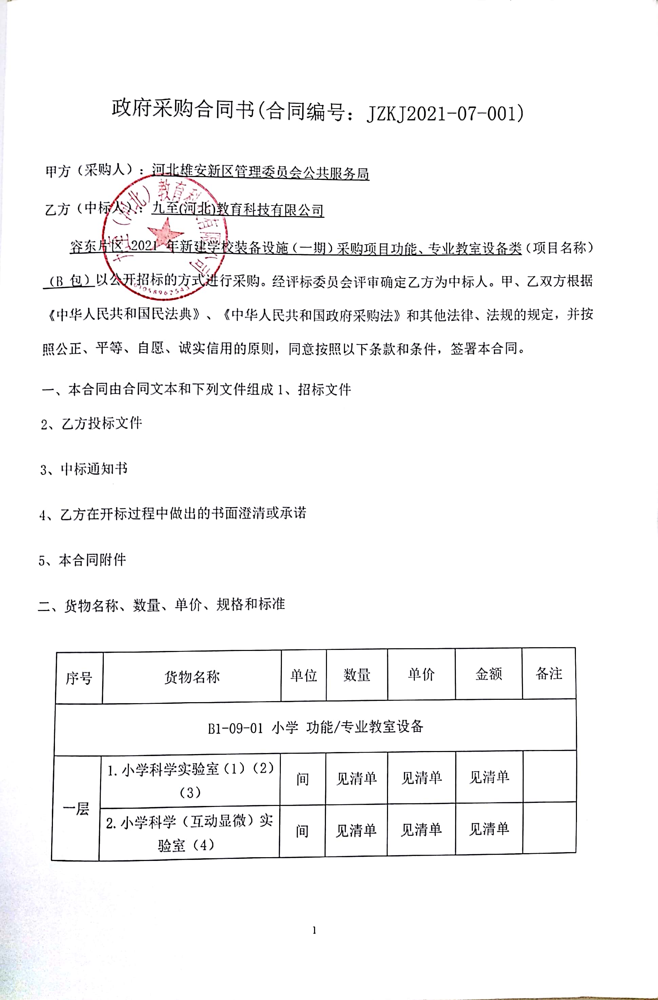 政府采购合同书(合同编号：JZKJ2021-07-001)
甲方（采购人）：河北雄安新区管理委员会公共服务局
乙方（中标人）：九至(河北)教育科技有限公司
容东片区 2021 年新建学校装备设施（一期）采购项目功能、专业教室设备类（项目名称）
（B 包）以公开招标的方式进行采购。经评标委员会评审确定乙方为中标人。甲、乙双方根据
《中华人民共和国民法典》、《中华人民共和国政府采购法》和其他法律、法规的规定，并按
照公正、平等、自愿、诚实信用的原则，同意按照以下条款和条件，签署本合同。
一、本合同由合同文本和下列文件组成 1、招标文件
2、乙方投标文件
3、中标通知书
4、乙方在开标过程中做出的书面澄清或承诺
5、本合同附件
二、货物名称、数量、单价、规格和标准
序号 货物名称 单位 数量 单价 金额 备注
B1-09-01 小学 功能/专业教室设备
一层
1.小学科学实验室（1）（2）
（3）
间 见清单 见清单 见清单
2.小学科学（互动显微）实
验室（4）
间 见清单 见清单 见清单
1